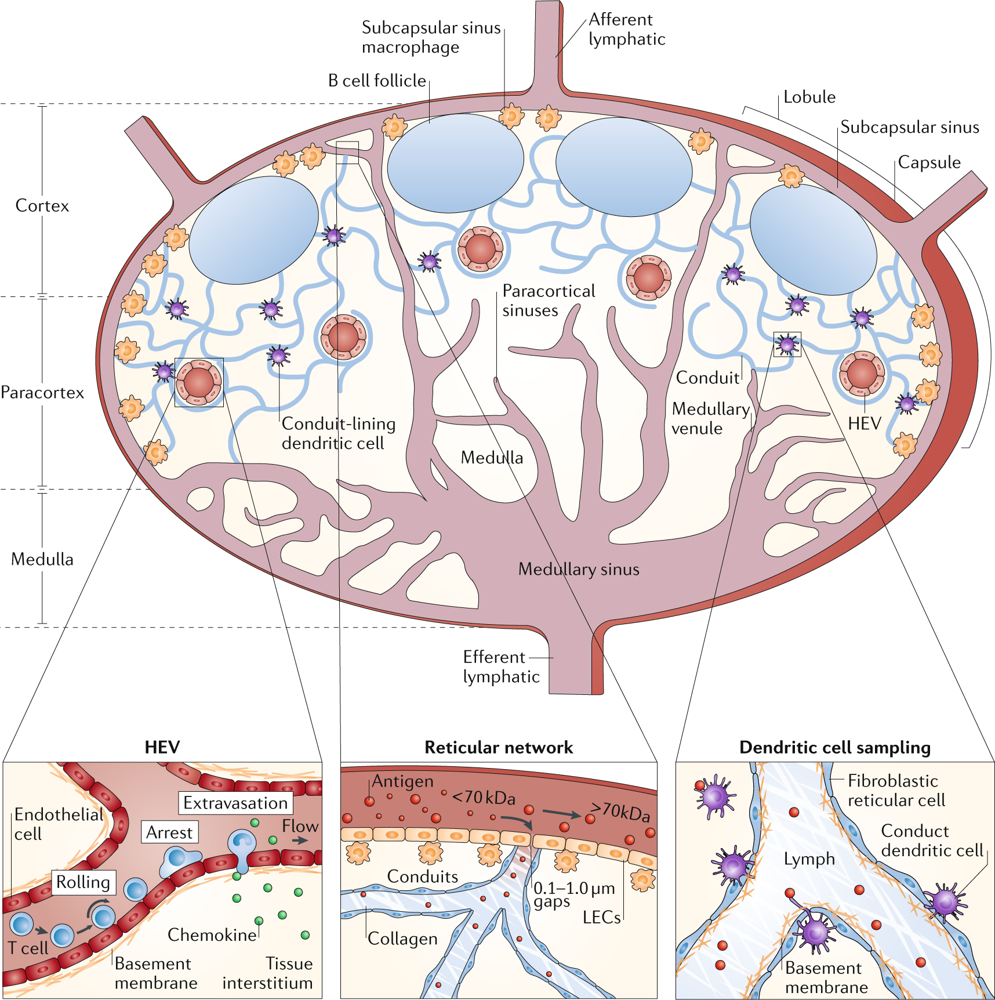 Afferent
lymphatic
Subcapsular sinus
macrophage
B cell follicle
Lobule
Subcapsular sinus
Capsule
Cortex
Paracortical
sinuses
Conduit
Paracortex
Medullary
venule
HEV
Conduit-lining
dendritic cell
Medulla
Medulla
Medullary sinus
Efferent
lymphatic
HEV
Endothelial
cell
Extravasation
Arrest
Flow
Rolling
T cell
Chemokine
Basement
membrane
Tissue
interstitium
Reticular network
Antigen
<70 kDa
>70kDa
Conduits
0.1–1.0 µm
gaps
LECs
Collagen
Dendritic cell sampling
Fibroblastic
reticular cell
Conduct
dendritic cell
Lymph
Basement
membrane